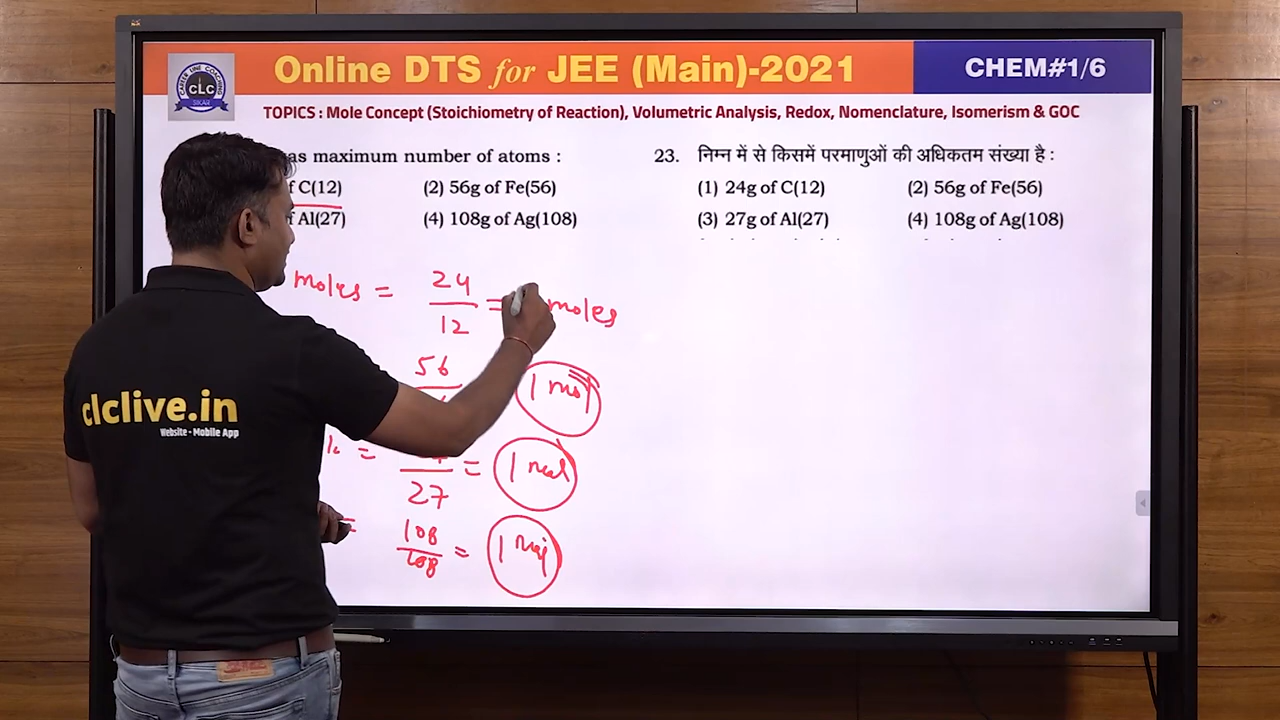 Online DTS for JEE (Main)-2021
CHEM#1/6
CLC
SIKAR
TOPICS : Mole Concept (Stoichiometry of Reaction), Volumetric Analysis, Redox, Nomenclature, Isomerism & GOC
as maximum number of atoms :
C(12)
(2) 56g of Fe(56)
Al(27)
(4) 108g of Ag(108)
23. निम्न में से किसमें परमाणुओं की अधिकतम संख्या है :
(1) 24g of C(12)
(2) 56g of Fe(56)
(3) 27g of Al(27)
(4) 108g of Ag(108)
moles = 24
12 = moles
56
1 mol
=
27 = 1 mol
= 108
108 = 1 mol
clclive.in
Website - Mobile App